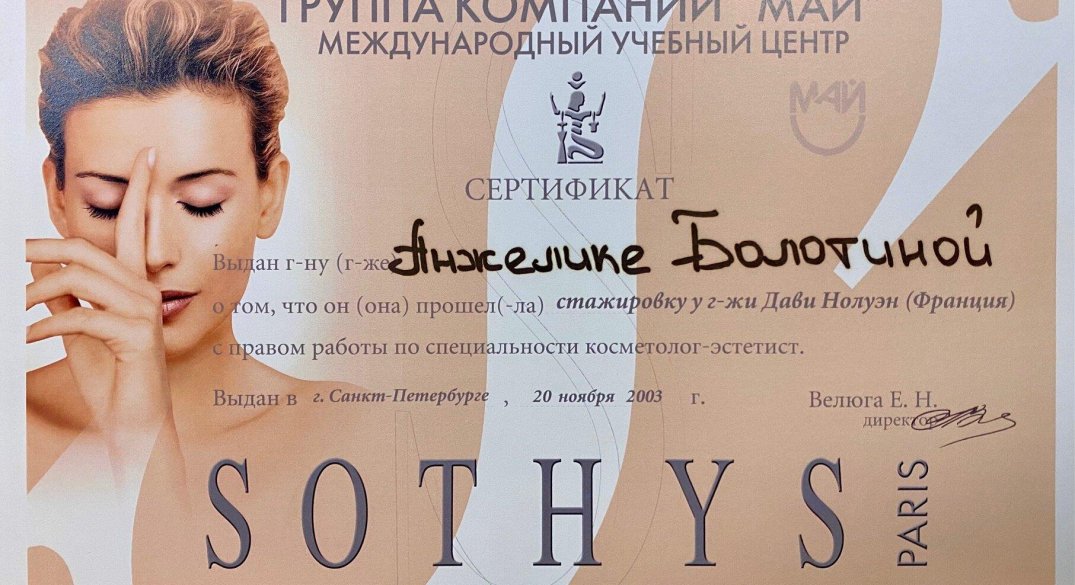 ГРУППА КОМПАНИЙ "МАЙ"
МЕЖДУНАРОДНЫЙ УЧЕБНЫЙ ЦЕНТР
МАЙ
СЕРТИФИКАТ
Выдан г-ну (г-же Анжелике Болотиной
о том, что он (она) прошел(-ла) стажировку у г-жи Дави Нолуэн (Франция)
с правом работы по специальности косметолог-эстетист.
Выдан в г. Санкт-Петербурге , 20 ноября 2003 г. Велюга Е. Н.
директор
SOTHYS PARIS